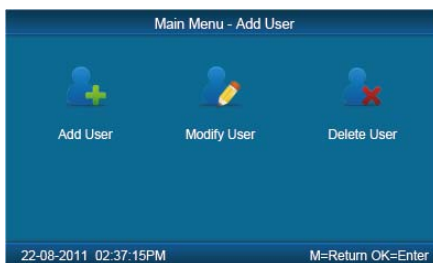 Main Menu - Add User
Add User Modify User Delete User
22-08-2011 02:37:15PM M=Return OK=Enter